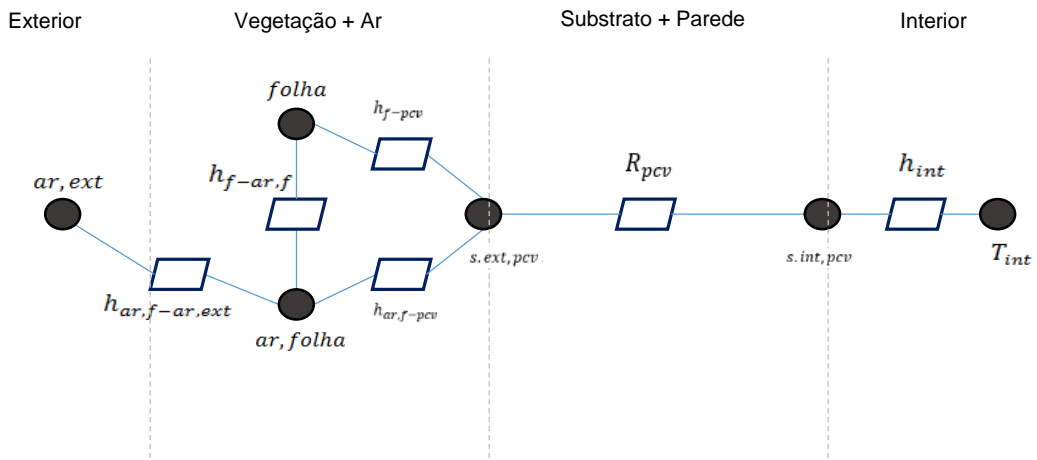 Exterior
Vegetação + Ar
Substrato + Parede
Interior
folha
h_{f-pcv}
h_{f-ar,f}
ar, ext
R_{pcv}
h_{int}
s.ext,pcv
s.int,pcv
T_{int}
h_{ar,f-ar,ext}
h_{ar,f-pcv}
ar, folha